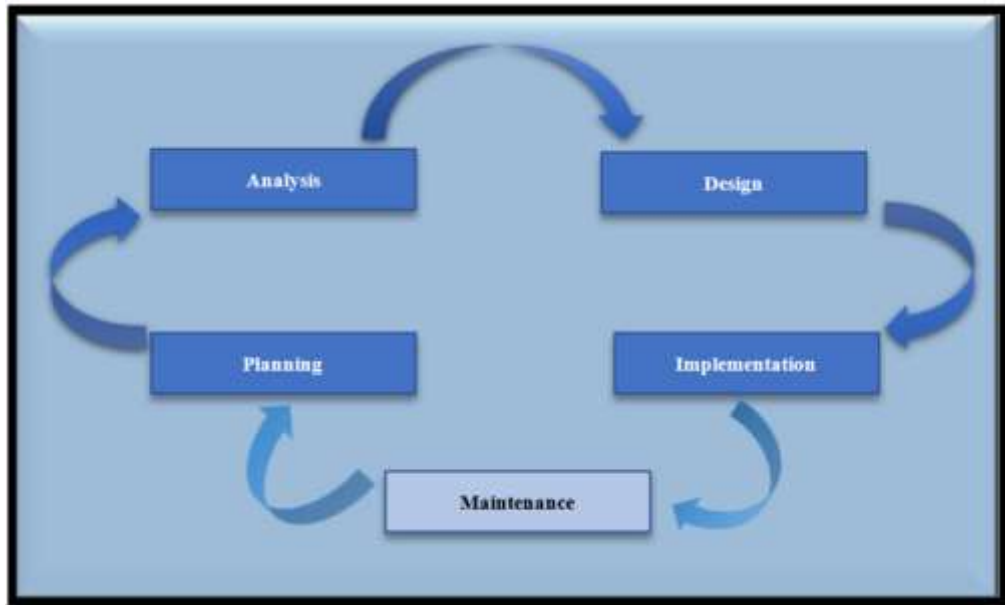 Analysis
Design
Planning
Implementation
Maintenance